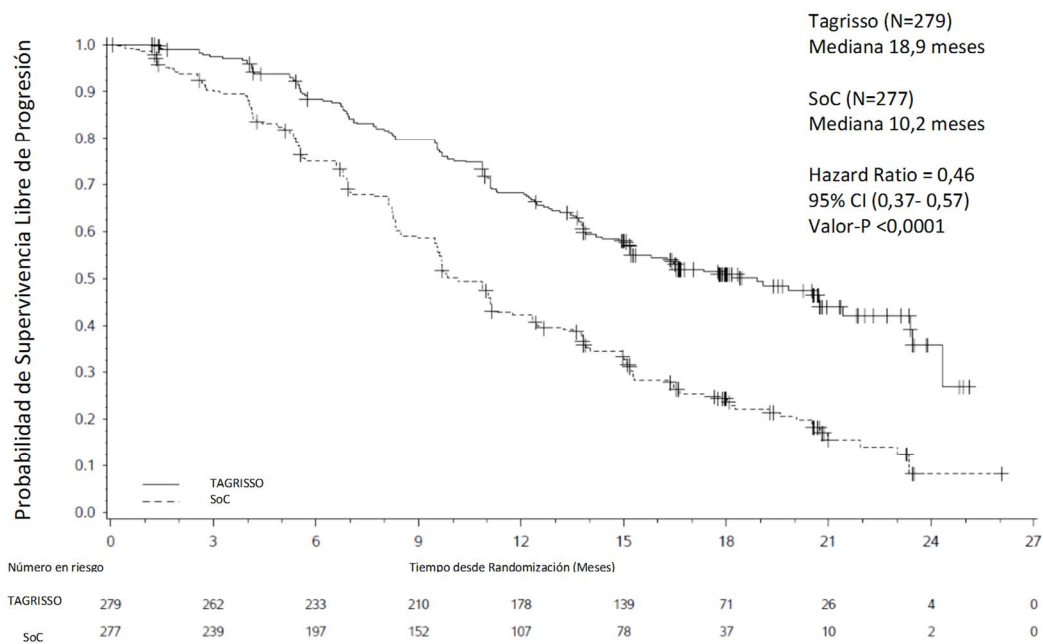 Tagrisso (N=279)
Mediana 18,9 meses
SoC (N=277)
Mediana 10,2 meses
Hazard Ratio = 0,46
95% CI (0,37- 0,57)
Valor-P <0,0001
Probabilidad de Supervivencia Libre de Progresión
1.0
0.9
0.8
0.7
0.6
0.5
0.4
0.3
0.2
0.1
0.0
TAGRISSO
SoC
0 3 6 9 12 15 18 21 24 27
Número en riesgo
Tiempo desde Randomización (Meses)
TAGRISSO 279 262 233 210 178 139 71 26 4 0
SoC 277 239 197 152 107 78 37 10 2 0